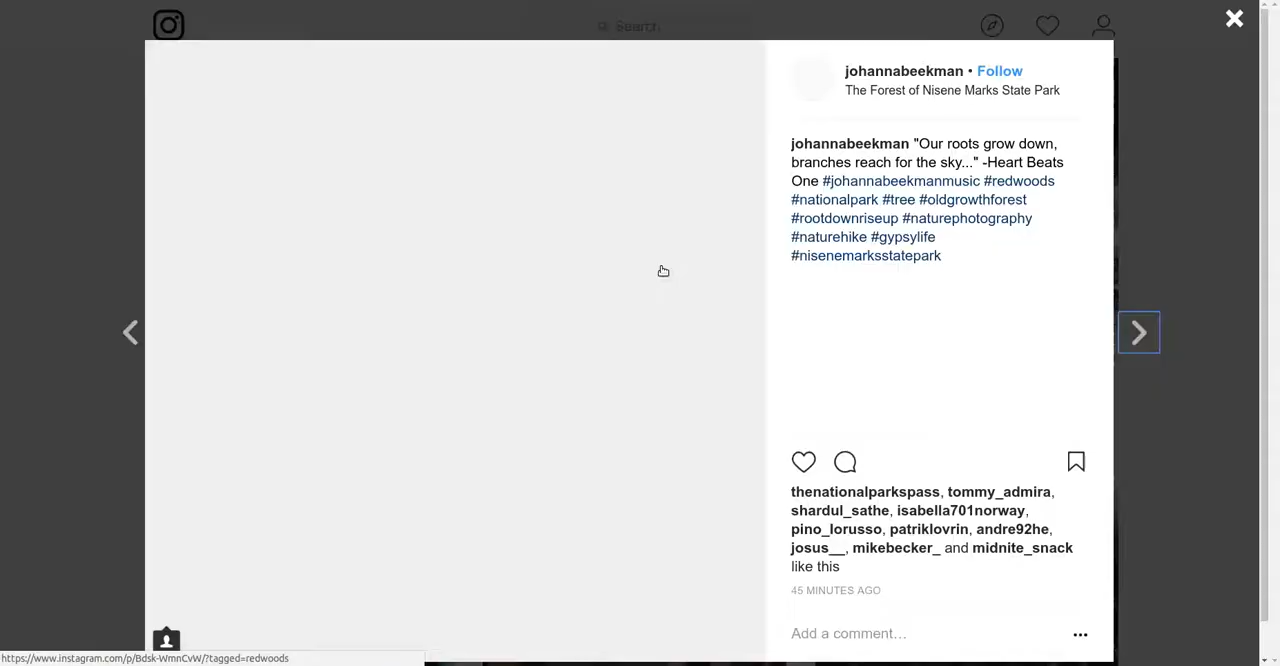 Search
johannabeekman • Follow
The Forest of Nisene Marks State Park
johannabeekman "Our roots grow down,
branches reach for the sky..." -Heart Beats
One #johannabeekmanmusic #redwoods
#nationalpark #tree #oldgrowthforest
#rootdownriseup #naturephotography
#naturehike #gypsylife
#nisenemarksstatepark
thenationalparkspass, tommy_admira,
shardul_sathe, isabella701norway,
pino_lorusso, patriklovrin, andre92he,
josus__, mikebecker_ and midnite_snack
like this
45 MINUTES AGO
Add a comment…
https://www.instagram.com/p/Bdsk-WmnCvW/?tagged=redwoods